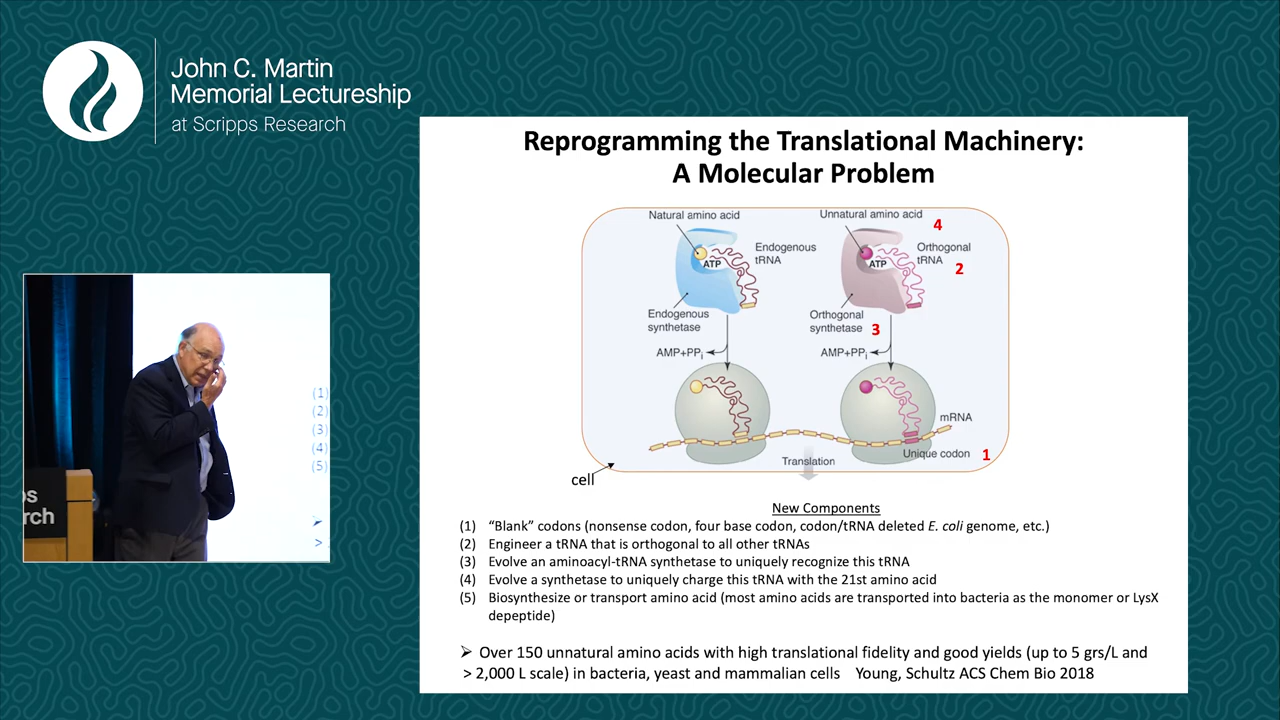 John C. Martin
Memorial Lectureship
at Scripps Research
Reprogramming the Translational Machinery:
A Molecular Problem
Natural amino acid
Unnatural amino acid
4
Endogenous
tRNA
Orthogonal
tRNA
2
ATP
ATP
Endogenous
synthetase
Orthogonal
synthetase
3
AMP+PPi
AMP+PPi
mRNA
Unique codon
1
Translation
cell
New Components
(1) “Blank” codons (nonsense codon, four base codon, codon/tRNA deleted E. coli genome, etc.)
(2) Engineer a tRNA that is orthogonal to all other tRNAs
(3) Evolve an aminoacyl-tRNA synthetase to uniquely recognize this tRNA
(4) Evolve a synthetase to uniquely charge this tRNA with the 21st amino acid
(5) Biosynthesize or transport amino acid (most amino acids are transported into bacteria as the monomer or LysX
depeptide)
➢ Over 150 unnatural amino acids with high translational fidelity and good yields (up to 5 grs/L and
> 2,000 L scale) in bacteria, yeast and mammalian cells Young, Schultz ACS Chem Bio 2018
(1)
(2)
(3)
(4)
(5)
➢
>
ps
rch